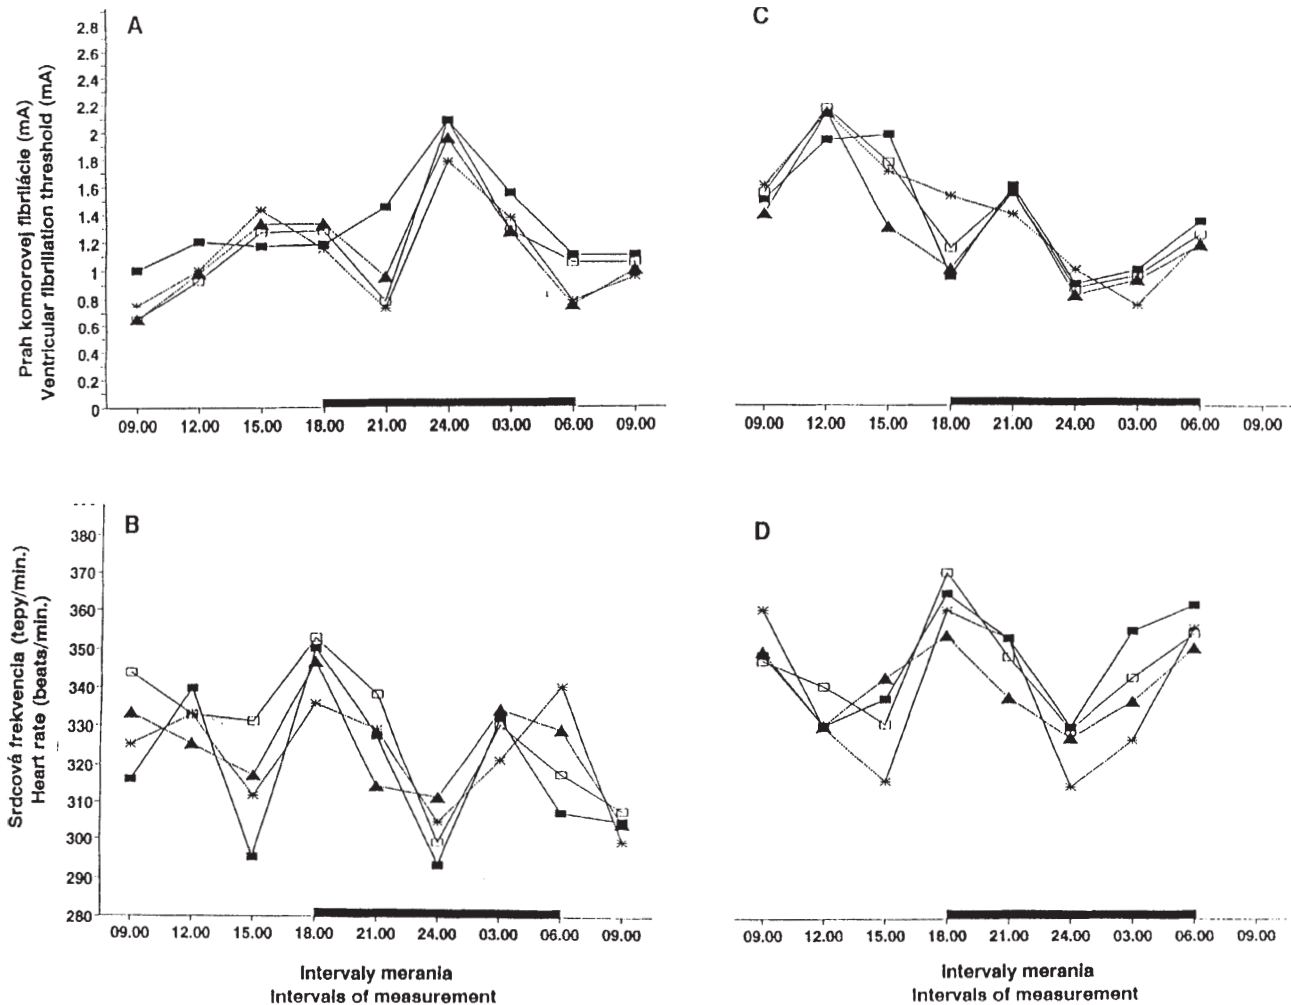 A
Prah komorovej fibrilácie (mA)
Ventricular fibrillation threshold (mA)
2.8
2.6
2.4
2.2
2
1.8
1.6
1.4
1.2
1
0.8
0.6
0.4
0.2
0
09.00 12.00 15.00 18.00 21.00 24.00 03.00 06.00 09.00
C
09.00 12.00 15.00 18.00 21.00 24.00 03.00 06.00 09.00
B
Srdcová frekvencia (tepy/min.)
Heart rate (beats/min.)
380
370
360
350
340
330
320
310
300
290
280
09.00 12.00 15.00 18.00 21.00 24.00 03.00 06.00 09.00
Intervaly merania
Intervals of measurement
D
09.00 12.00 15.00 18.00 21.00 24.00 03.00 06.00 09.00
Intervaly merania
Intervals of measurement